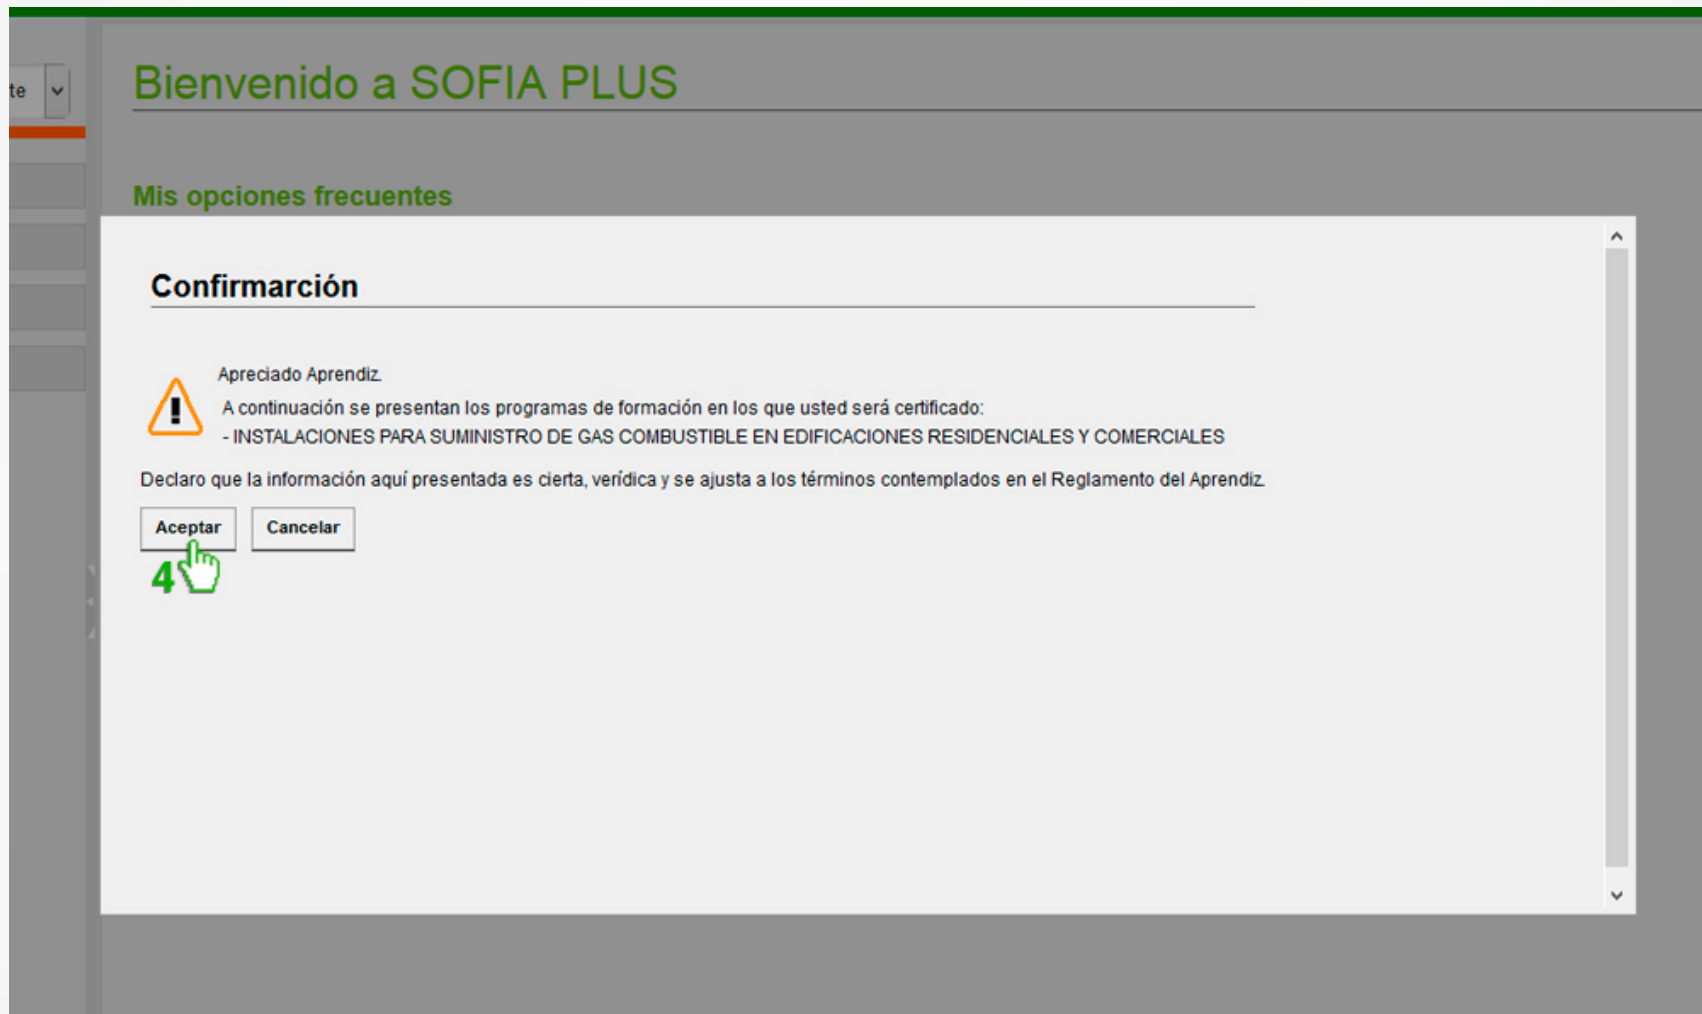 te
Bienvenido a SOFIA PLUS
Mis opciones frecuentes
Confirmarción
Apreciado Aprendiz.
A continuación se presentan los programas de formación en los que usted será certificado:
- INSTALACIONES PARA SUMINISTRO DE GAS COMBUSTIBLE EN EDIFICACIONES RESIDENCIALES Y COMERCIALES
Declaro que la información aquí presentada es cierta, verídica y se ajusta a los términos contemplados en el Reglamento del Aprendiz.
Aceptar Cancelar
4